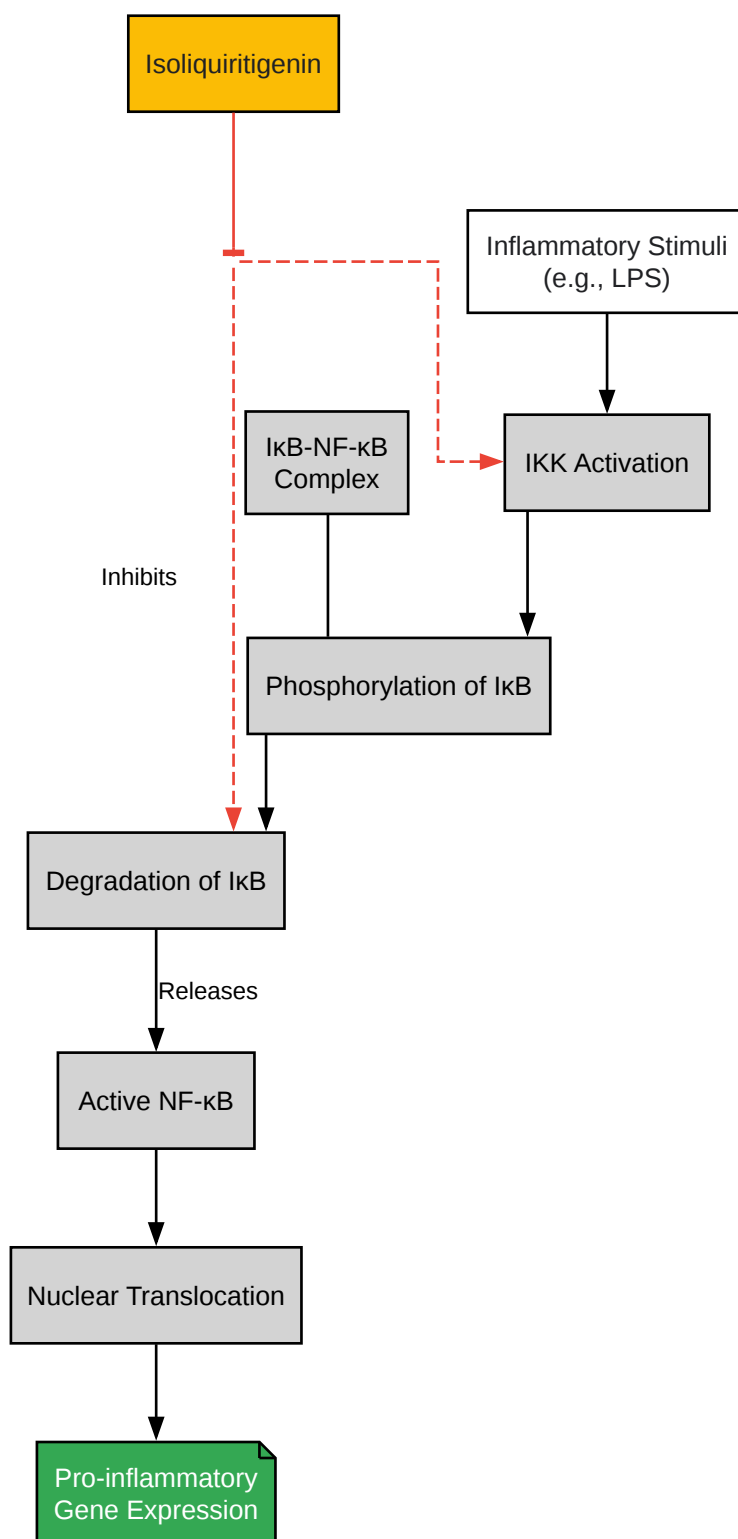 Isoliquiritigenin
Inflammatory Stimuli
(e.g., LPS)
IκB-NF-κB
Complex
IKK Activation
Inhibits
Phosphorylation of IκB
Degradation of IκB
Releases
Active NF-κB
Nuclear Translocation
Pro-inflammatory
Gene Expression